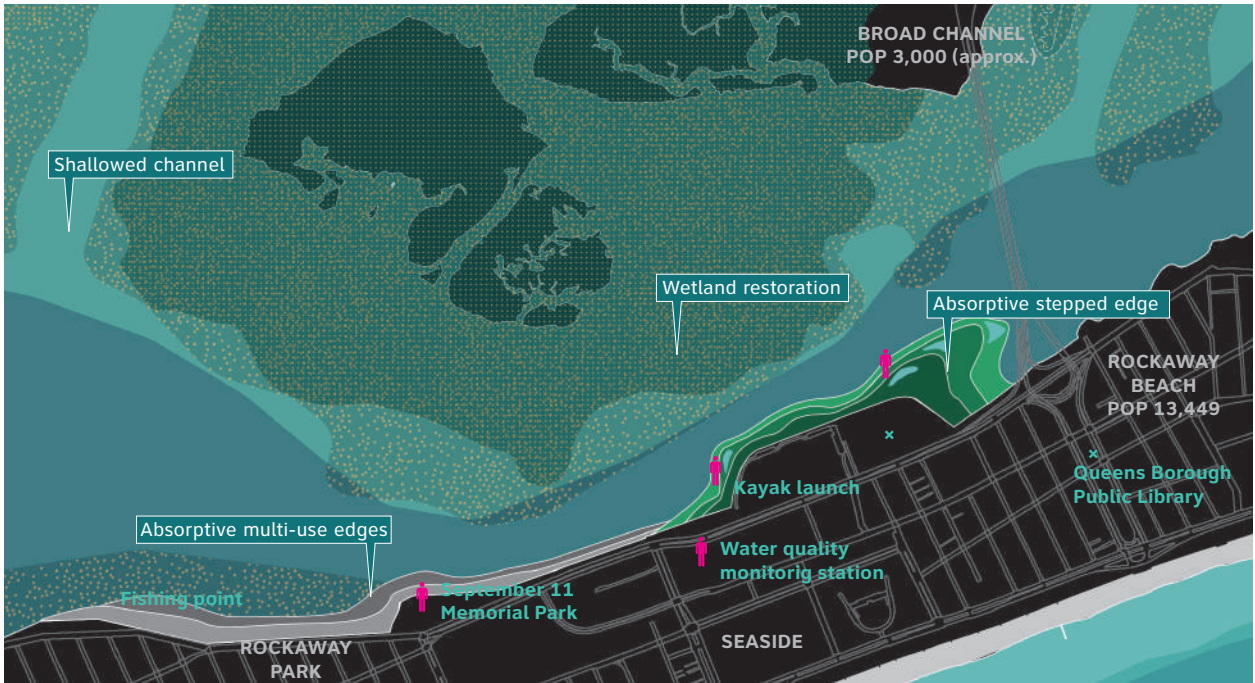 BROAD CHANNEL
POP 3,000 (approx.)
Shallowed channel
Wetland restoration
Absorptive stepped edge
ROCKAWAY
BEACH
POP 13,449
Queens Borough
Public Library
Kayak launch
Absorptive multi-use edges
Water quality
monitorig station
September 11
Memorial Park
Fishing point
ROCKAWAY
PARK
SEASIDE